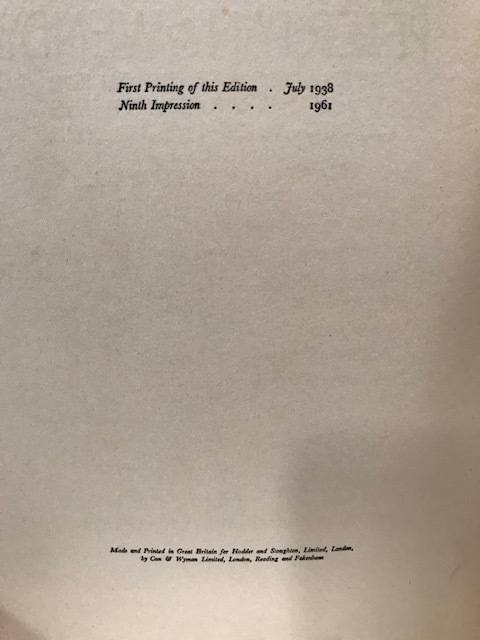 First Printing of this Edition . July 1938
Ninth Impression . . . . 1961
Made and Printed in Great Britain for Hodder and Stoughton, Limited, London,
by Cox & Wyman Limited, London, Reading and Fakenham